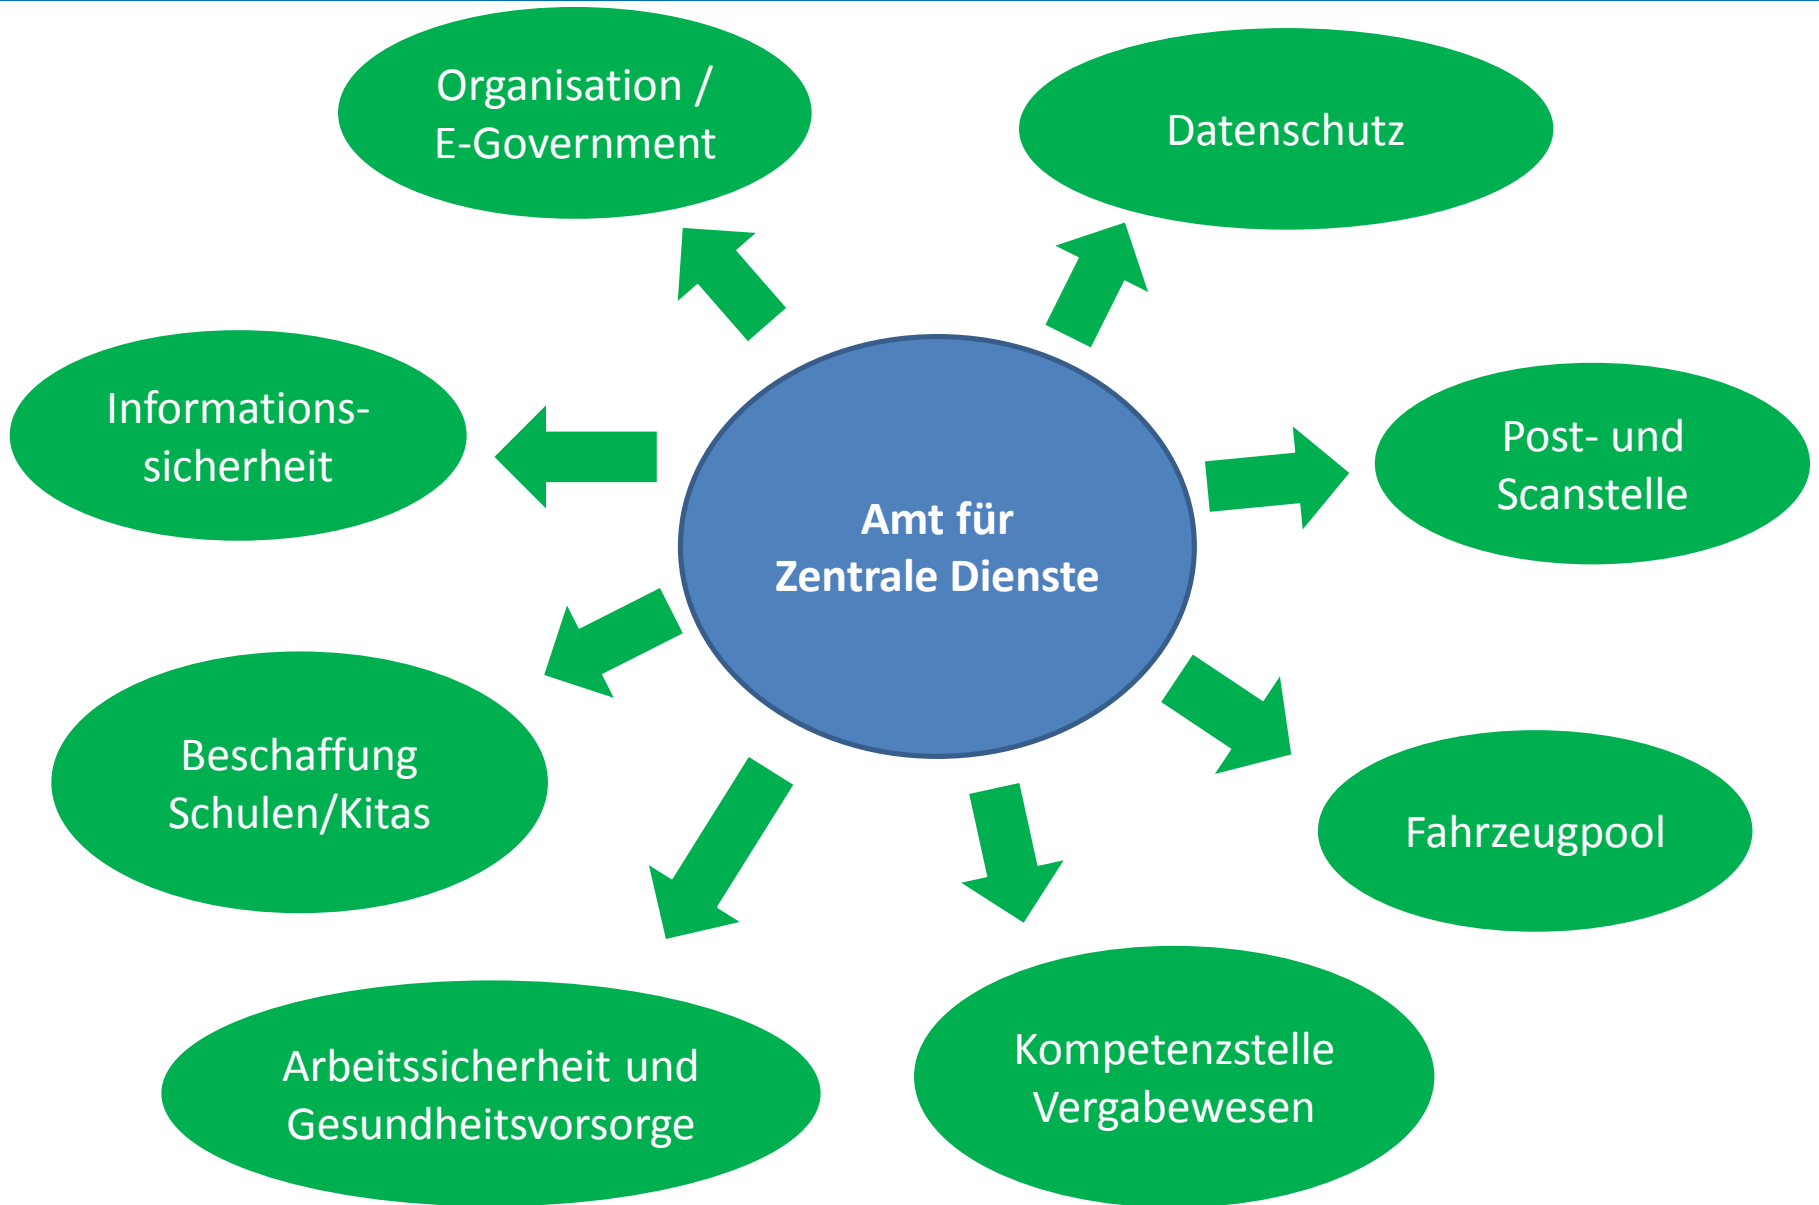 Organisation /
E-Government
Datenschutz
Informations-
sicherheit
Post- und
Scanstelle
Amt für
Zentrale Dienste
Beschaffung
Schulen/Kitas
Fahrzeugpool
Arbeitssicherheit und
Gesundheitsvorsorge
Kompetenzstelle
Vergabewesen